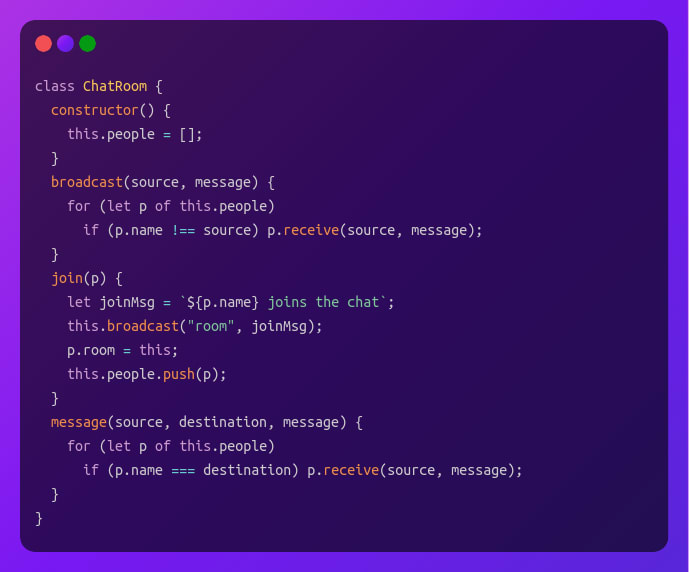 class ChatRoom {
  constructor() {
    this.people = [];
  }
  broadcast(source, message) {
    for (let p of this.people)
      if (p.name !== source) p.receive(source, message);
  }
  join(p) {
    let joinMsg = `${p.name} joins the chat`;
    this.broadcast("room", joinMsg);
    p.room = this;
    this.people.push(p);
  }
  message(source, destination, message) {
    for (let p of this.people)
      if (p.name === destination) p.receive(source, message);
  }
}